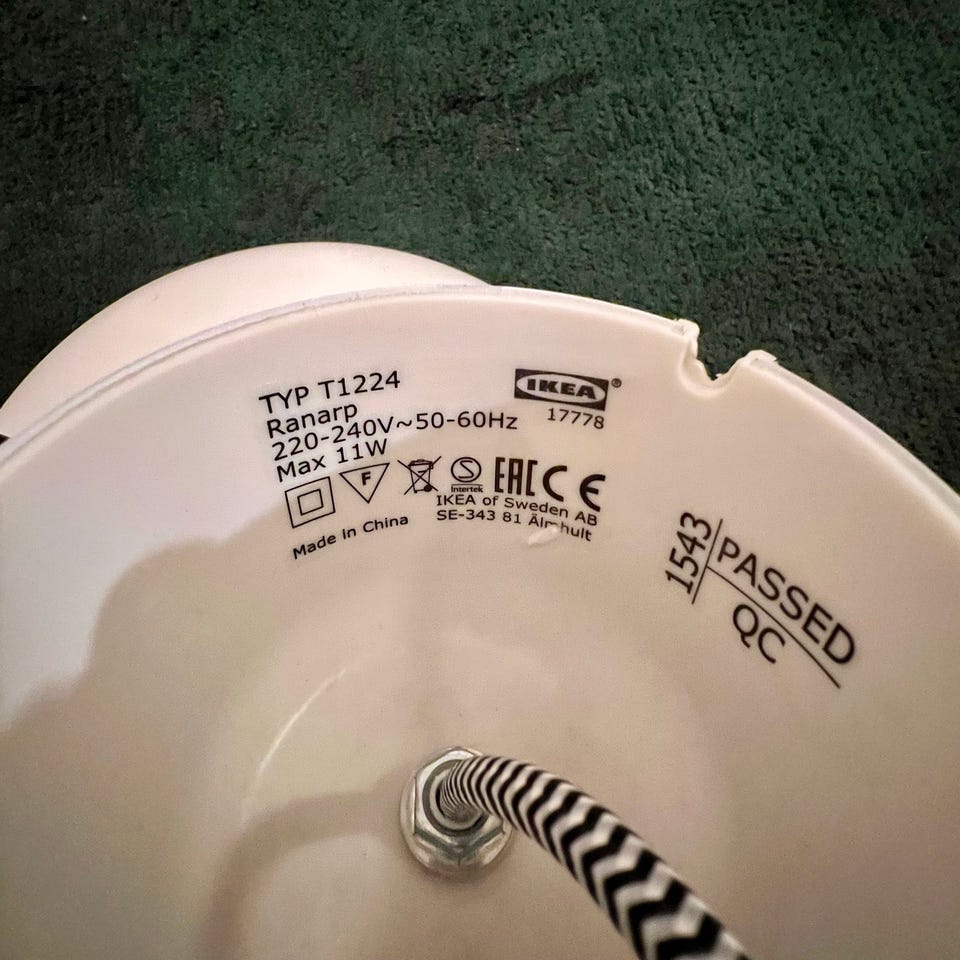 TYP T1224
Ranarp
220-240V~50-60Hz
Max 11W
F
S
Intertek
EAC CE
Made in China
IKEA®
17778
IKEA of Sweden AB
SE-343 81 Älmhult
1543
PASSED
QC